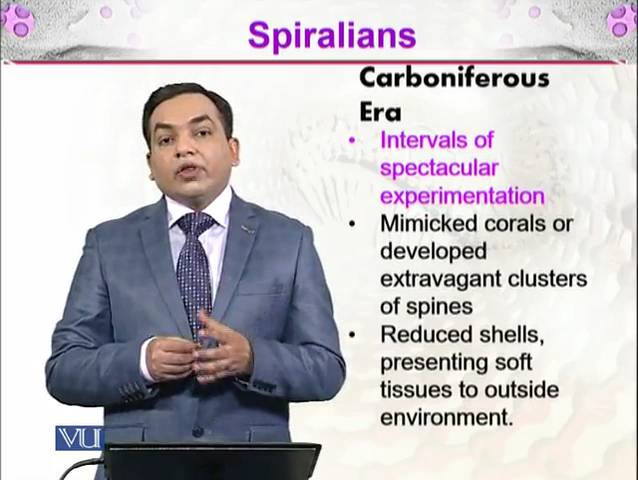 Spiralians
Carboniferous
Era
• Intervals of
spectacular
experimentation
• Mimicked corals or
developed
extravagant clusters
of spines
• Reduced shells,
presenting soft
tissues to outside
environment.
VU